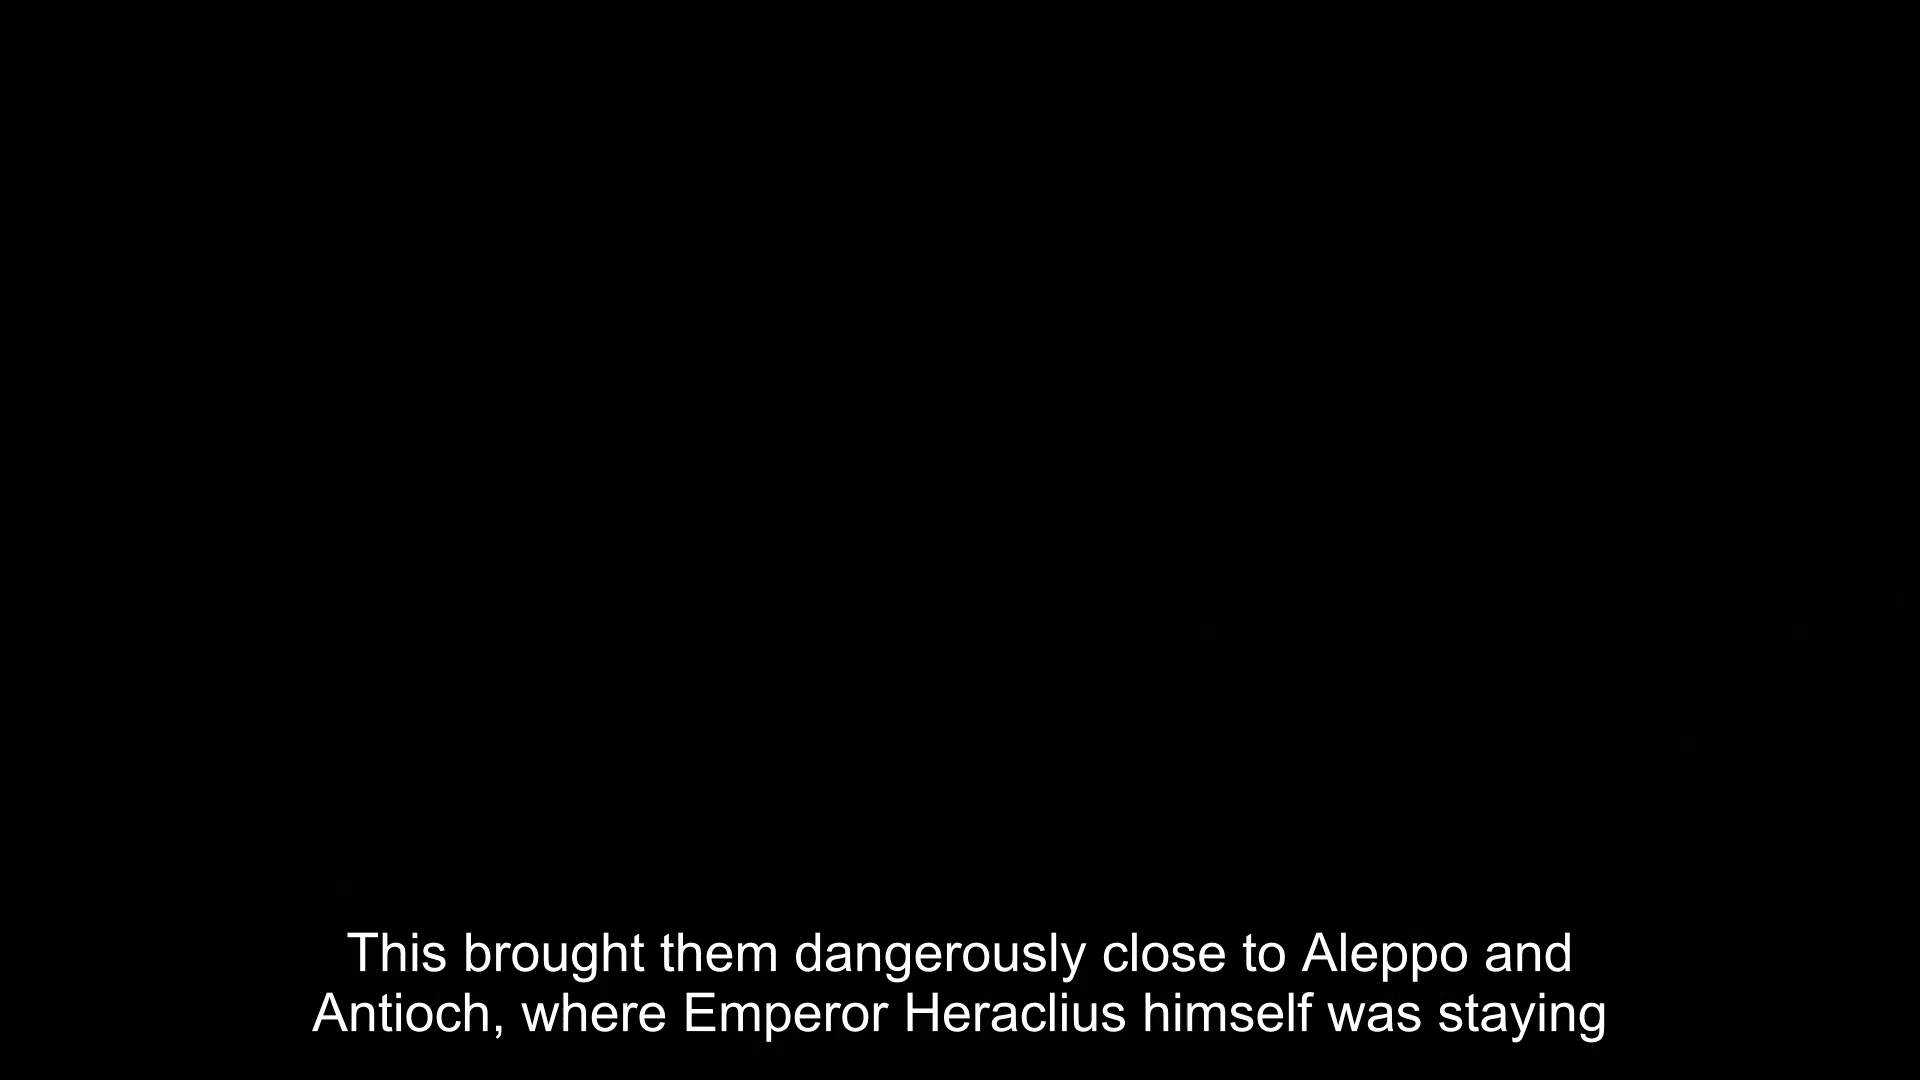 This brought them dangerously close to Aleppo and
Antioch, where Emperor Heraclius himself was staying